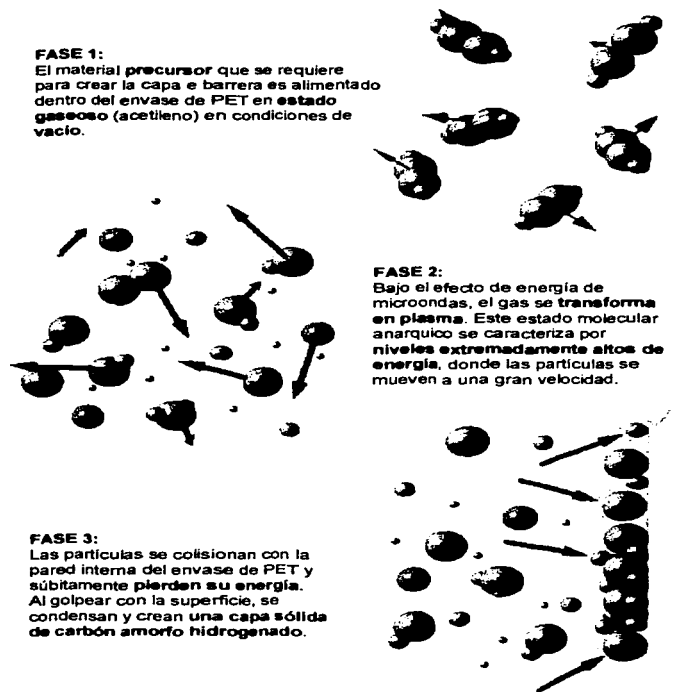 FASE 1:
El material precursor que se requiere
para crear la capa e barrera es alimentado
dentro del envase de PET en estado
gaseoso (acetileno) en condiciones de
vacío.
FASE 2:
Bajo el efecto de energía de
microondas, el gas se transforma
en plasma. Este estado molecular
anarquico se caracteriza por
niveles extremadamente altos de
energía, donde las partículas se
mueven a una gran velocidad.
FASE 3:
Las partículas se colisionan con la
pared interna del envase de PET y
súbitamente pierden su energía.
Al golpear con la superficie, se
condensan y crean una capa sólida
de carbón amorfo hidrogenado.